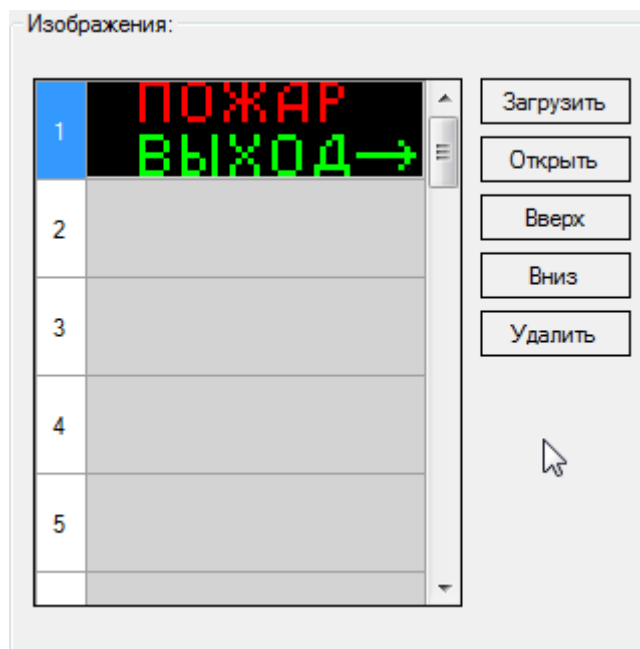 Изображения:
1
ПОЖАР
ВЫХОД→
2
3
4
5
Загрузить
Открыть
Вверх
Вниз
Удалить